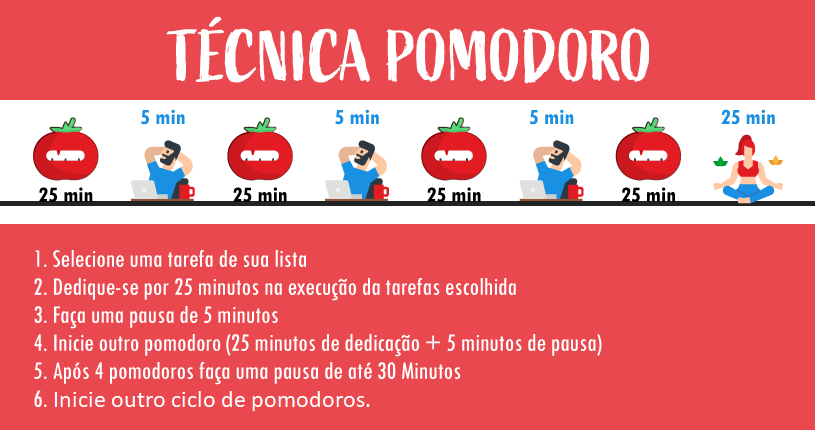 TÉCNICA POMODORO
5 min 5 min 5 min 25 min
25 min 25 min 25 min 25 min
1. Selecione uma tarefa de sua lista
2. Dedique-se por 25 minutos na execução da tarefas escolhida
3. Faça uma pausa de 5 minutos
4. Inicie outro pomodoro (25 minutos de dedicação + 5 minutos de pausa)
5. Após 4 pomodoros faça uma pausa de até 30 Minutos
6. Inicie outro ciclo de pomodoros.